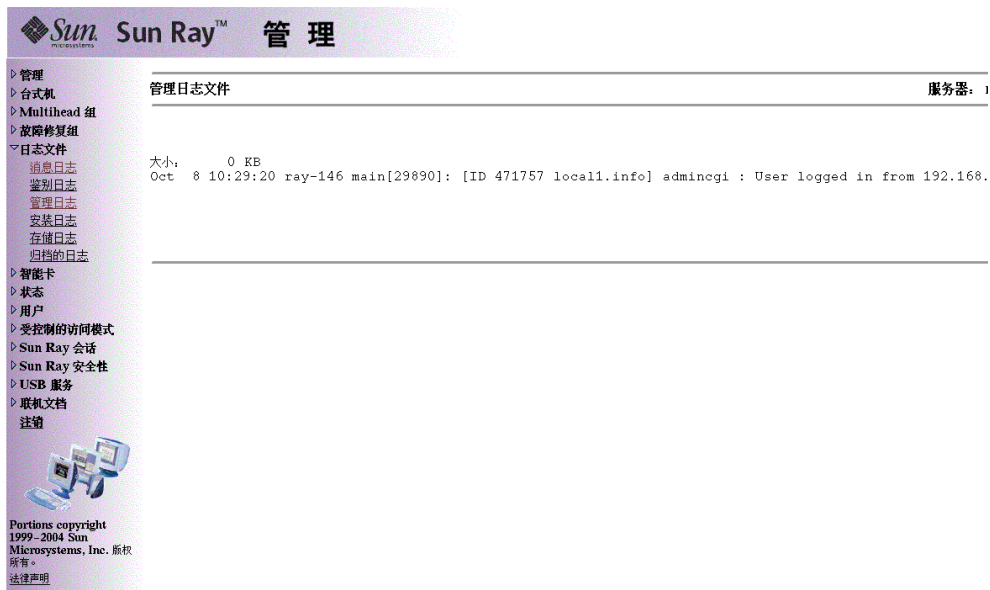 Sun microsystems Sun Ray™ 管 理
管理
台式机
Multihead 组
故障修复组
日志文件
消息日志
鉴别日志
管理日志
安装日志
存储日志
归档的日志
智能卡
状态
用户
受控制的访问模式
Sun Ray 会话
Sun Ray 安全性
USB 服务
联机文档
注销
Portions copyright
1999-2004 Sun
Microsystems, Inc. 版权
所有。
法律声明
管理日志文件 服务器：
大小： 0 KB
Oct 8 10:29:20 ray-146 main[29890]: [ID 471757 local1.info] admincgi : User logged in from 192.168.